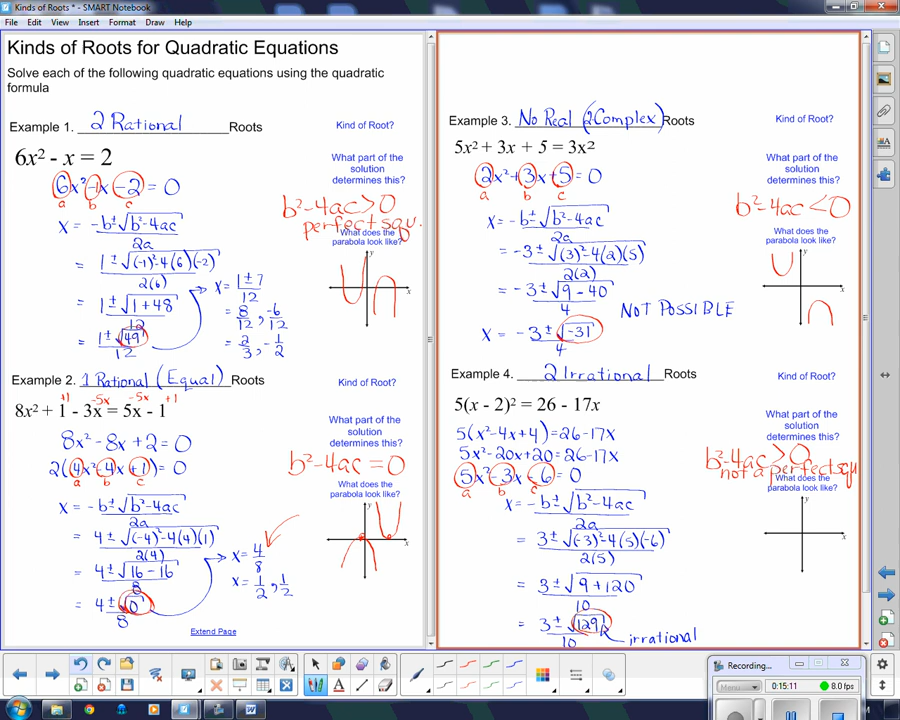 Kinds of Roots * - SMART Notebook
File Edit View Insert Format Draw Help
Kinds of Roots for Quadratic Equations
Solve each of the following quadratic equations using the quadratic
formula
Example 1. 2 Rational Roots
Kind of Root?
6x² - x = 2
What part of the
solution
determines this?
6x² -1x -2 = 0
a b c
b²-4ac>0
perfect squ.
x = -b±√b²-4ac
2a
What does the
parabola look like?
= 1±√(-1)²-4(6)(-2)
2(6)
= 1±√1+48
12
= 1±√49
12
x = 1±7
12
= 8/12, -6/12
= 2/3, -1/2
y
x
Example 2. 1 Rational (Equal) Roots
Kind of Root?
+1 -5x -5x +1
8x² + 1 - 3x = 5x - 1
What part of the
solution
determines this?
8x² -8x +2 = 0
2(4x² -4x +1) = 0
a b c
b²-4ac = 0
x = -b±√b²-4ac
2a
What does the
parabola look like?
= 4±√(-4)²-4(4)(1)
2(4)
= 4±√16-16
8
= 4±√0
8
x = 4/8
x = 1/2, 1/2
y
x
Extend Page
Example 3. No Real (2 Complex) Roots
Kind of Root?
5x² + 3x + 5 = 3x²
What part of the
solution
determines this?
2x² +3x +5 = 0
a b c
b²-4ac <0
x = -b±√b²-4ac
2a
What does the
parabola look like?
= -3±√(3)²-4(2)(5)
2(2)
= -3±√9-40
4
NOT POSSIBLE
x = -3±√-31
4
y
x
Example 4. 2 Irrational Roots
Kind of Root?
5(x - 2)² = 26 - 17x
What part of the
solution
determines this?
5(x²-4x+4) = 26-17x
5x²-20x+20 = 26-17x
5x² -3x -6 = 0
a b c
b²-4ac >0
not a perfect squ
x = -b±√b²-4ac
2a
What does the
parabola look like?
= 3±√(-3)²-4(5)(-6)
2(5)
= 3±√9+120
10
= 3±√129
10
irrational
y
x
Recording...
Menu
0:15:11
8.0 fps